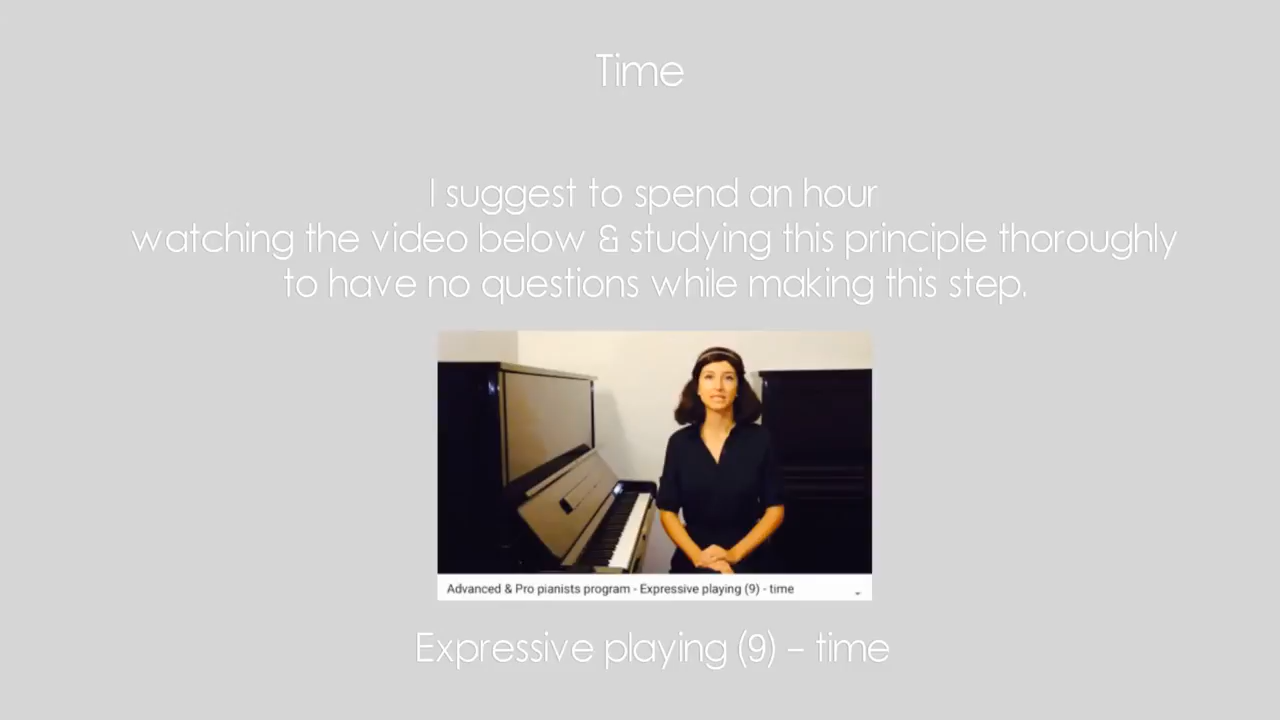 Time
I suggest to spend an hour
watching the video below & studying this principle thoroughly
to have no questions while making this step.
Advanced & Pro pianists program - Expressive playing (9) - time
Expressive playing (9) – time